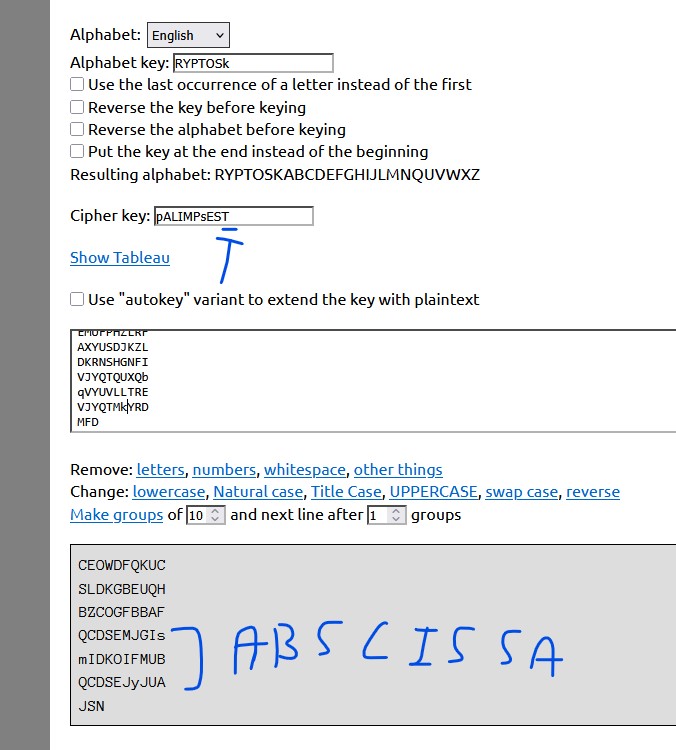 Alphabet: English
Alphabet key: RYPTOSk
Use the last occurrence of a letter instead of the first
Reverse the key before keying
Reverse the alphabet before keying
Put the key at the end instead of the beginning
Resulting alphabet: RYPTOSKABCDEFGHIJLMNQUVWXZ
Cipher key: pALIMPsEST
T
Show Tableau
Use "autokey" variant to extend the key with plaintext
EMUFPHZLRF
AXYUSDJKZL
DKRNSHGNFI
VJYQTQUXQb
qVYUVLLTRE
VJYQTMkYRD
MFD
Remove: letters, numbers, whitespace, other things
Change: lowercase, Natural case, Title Case, UPPERCASE, swap case, reverse
Make groups of 10 and next line after 1 groups
CEOWDFQKUC
SLDKGBEUQH
BZCOGFBBAF
QCDSEMJGIs
mIDKOIFMUB
QCDSEJyJUA
JSN
ABSCISSA